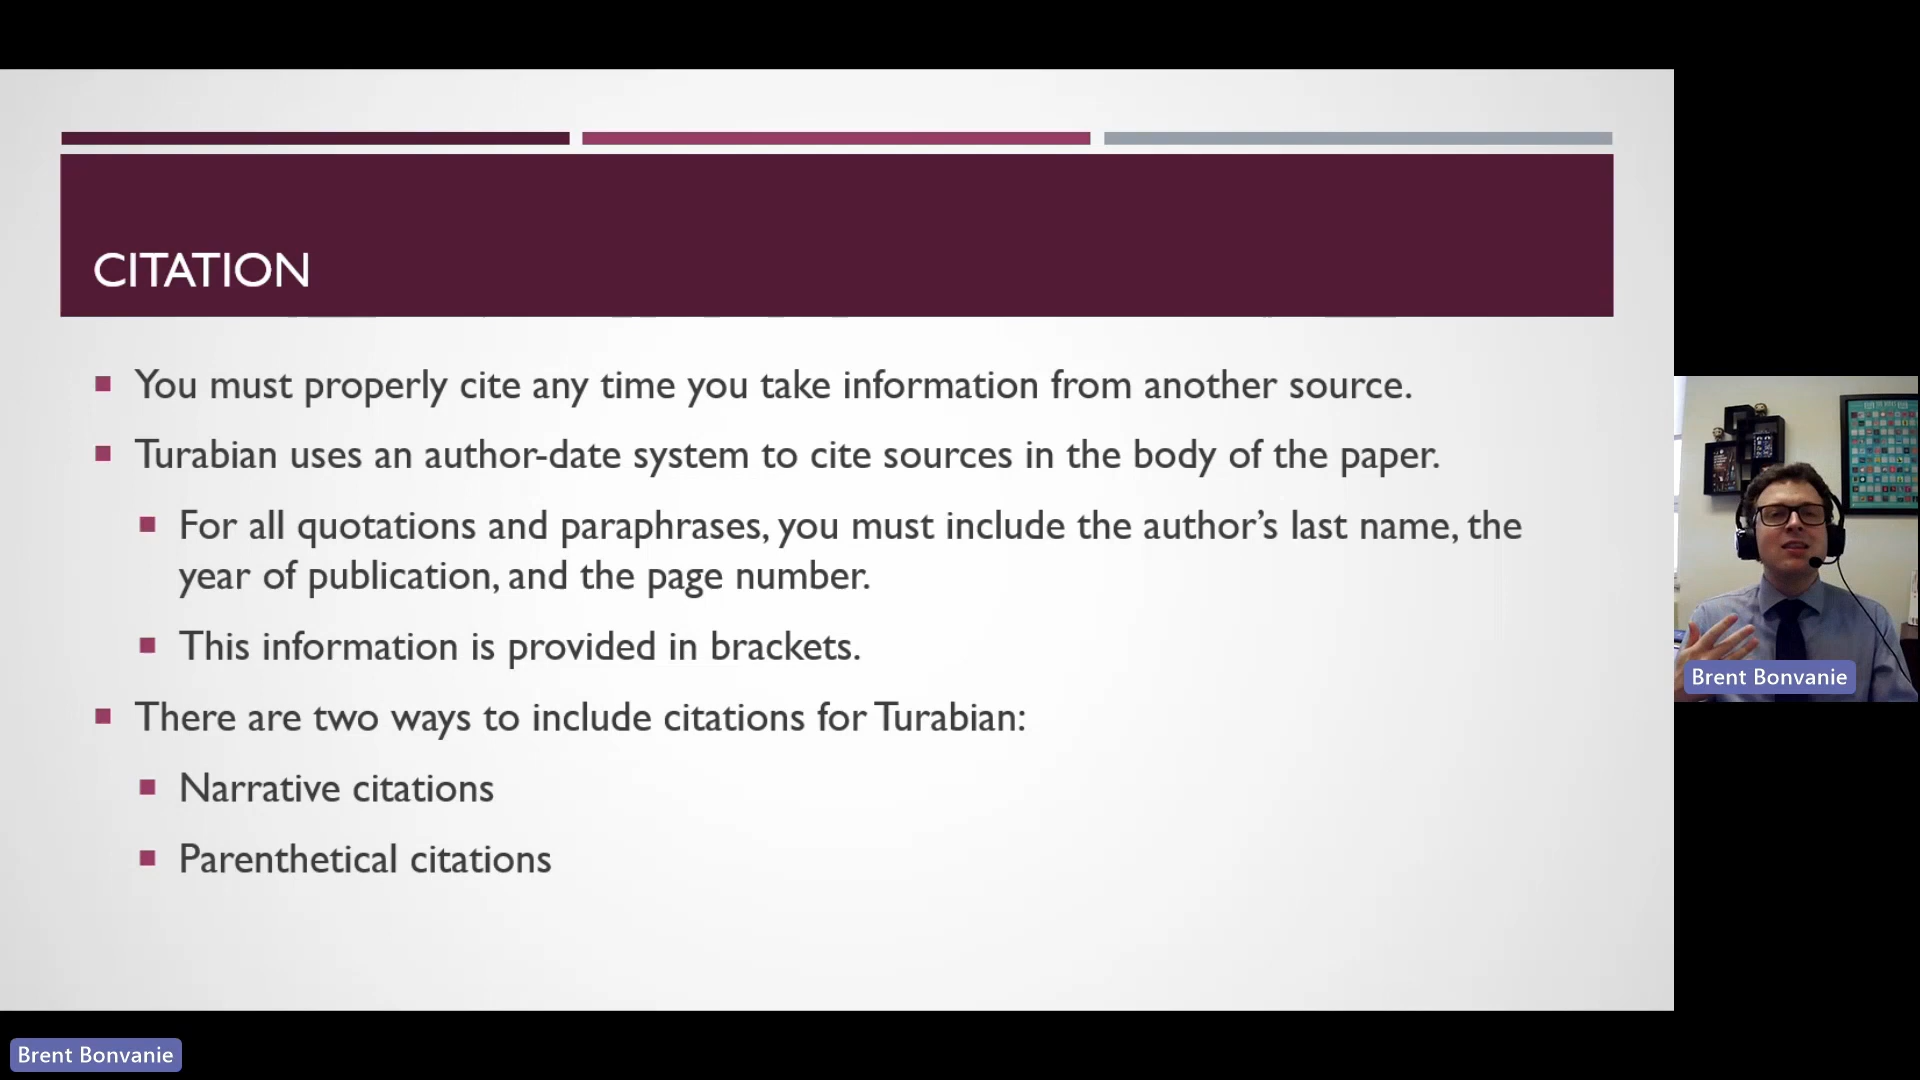 CITATION
You must properly cite any time you take information from another source.
Turabian uses an author-date system to cite sources in the body of the paper.
For all quotations and paraphrases, you must include the author’s last name, the
year of publication, and the page number.
This information is provided in brackets.
There are two ways to include citations for Turabian:
Narrative citations
Parenthetical citations
Brent Bonvanie
Brent Bonvanie